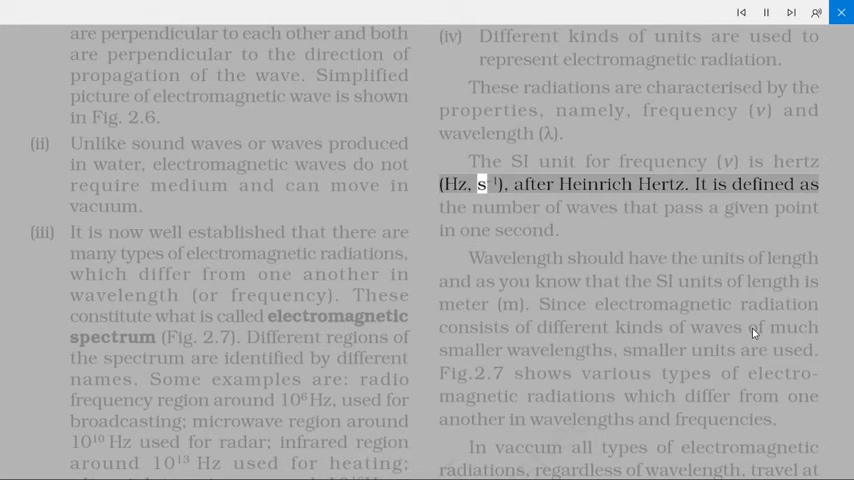 are perpendicular to each other and both
are perpendicular to the direction of
propagation of the wave. Simplified
picture of electromagnetic wave is shown
in Fig. 2.6.
(ii) Unlike sound waves or waves produced
in water, electromagnetic waves do not
require medium and can move in
vacuum.
(iii) It is now well established that there are
many types of electromagnetic radiations,
which differ from one another in
wavelength (or frequency). These
constitute what is called electromagnetic
spectrum (Fig. 2.7). Different regions of
the spectrum are identified by different
names. Some examples are: radio
frequency region around 10⁶ Hz, used for
broadcasting; microwave region around
10¹⁰ Hz used for radar; infrared region
around 10¹³ Hz used for heating;
(iv) Different kinds of units are used to
represent electromagnetic radiation.
These radiations are characterised by the
properties, namely, frequency (ν) and
wavelength (λ).
The SI unit for frequency (ν) is hertz
(Hz, s⁻¹), after Heinrich Hertz. It is defined as
the number of waves that pass a given point
in one second.
Wavelength should have the units of length
and as you know that the SI units of length is
meter (m). Since electromagnetic radiation
consists of different kinds of waves of much
smaller wavelengths, smaller units are used.
Fig.2.7 shows various types of electro-
magnetic radiations which differ from one
another in wavelengths and frequencies.
In vaccum all types of electromagnetic
radiations, regardless of wavelength, travel at